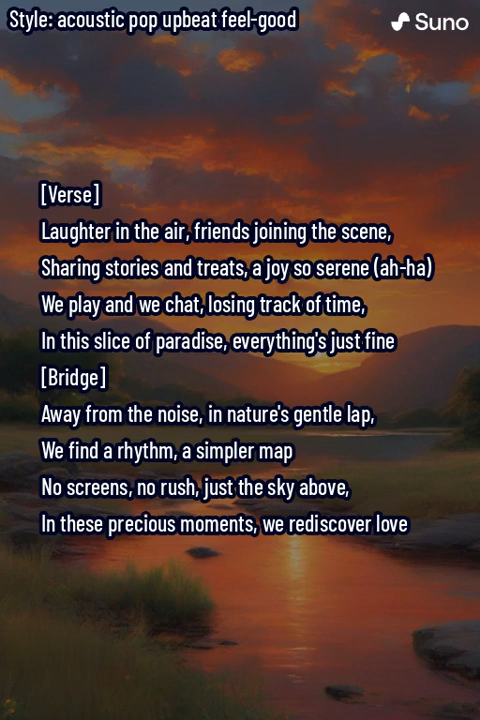 Style: acoustic pop upbeat feel-good
Suno
[Verse]
Laughter in the air, friends joining the scene,
Sharing stories and treats, a joy so serene (ah-ha)
We play and we chat, losing track of time,
In this slice of paradise, everything's just fine
[Bridge]
Away from the noise, in nature's gentle lap,
We find a rhythm, a simpler map
No screens, no rush, just the sky above,
In these precious moments, we rediscover love